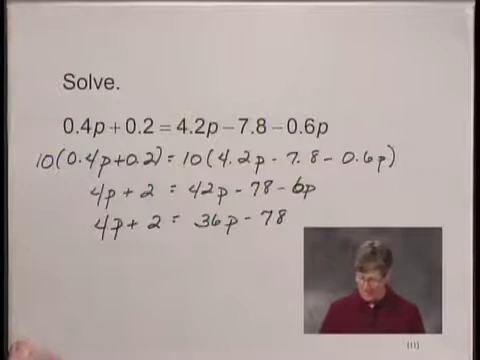 Solve.
0.4p + 0.2 = 4.2p − 7.8 − 0.6p
10(0.4p+0.2) = 10(4.2p - 7.8 - 0.6p)
4p + 2 = 42p - 78 - 6p
4p + 2 = 36p - 78
(11)